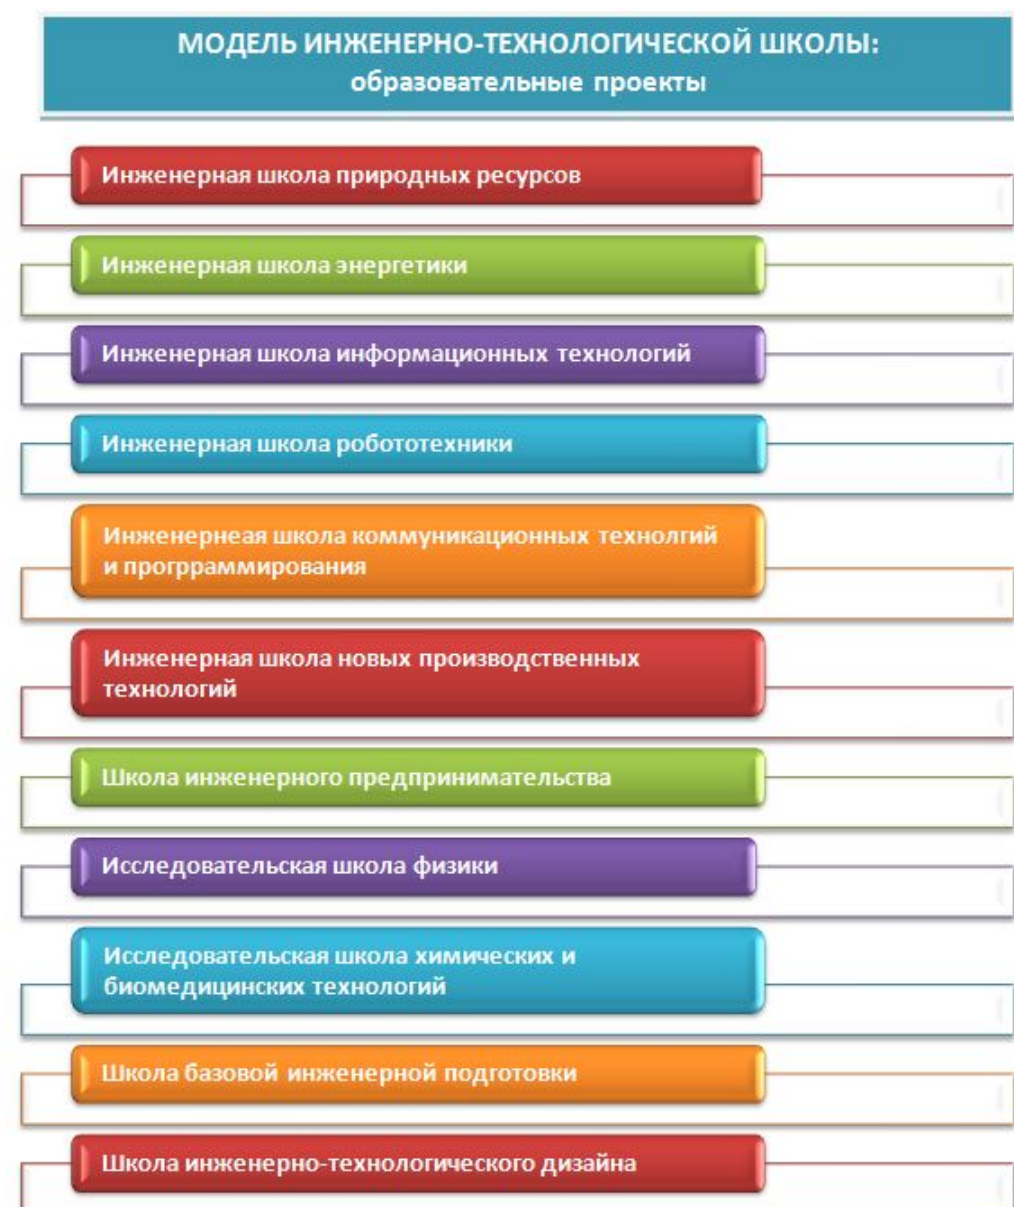 МОДЕЛЬ ИНЖЕНЕРНО-ТЕХНОЛОГИЧЕСКОЙ ШКОЛЫ:
образовательные проекты
Инженерная школа природных ресурсов
Инженерная школа энергетики
Инженерная школа информационных технологий
Инженерная школа робототехники
Инженернеая школа коммуникационных технолгий
и прогрраммирования
Инженерная школа новых производственных
технологий
Школа инженерного предпринимательства
Исследовательская школа физики
Исследовательская школа химических и
биомедицинских технологий
Школа базовой инженерной подготовки
Школа инженерно-технологического дизайна